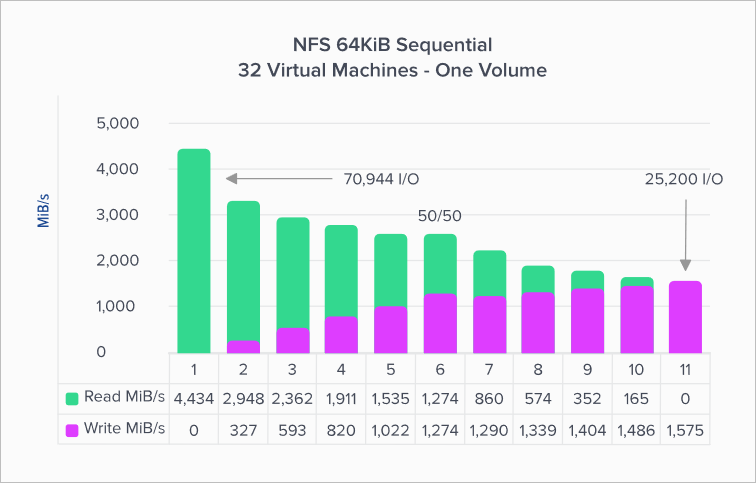 NFS 64KiB Sequential
32 Virtual Machines - One Volume
5,000
4,000
3,000
2,000
1,000
0
MiB/s
70,944 I/O
25,200 I/O
50/50
1 2 3 4 5 6 7 8 9 10 11
Read MiB/s 4,434 2,948 2,362 1,911 1,535 1,274 860 574 352 165 0
Write MiB/s 0 327 593 820 1,022 1,274 1,290 1,339 1,404 1,486 1,575